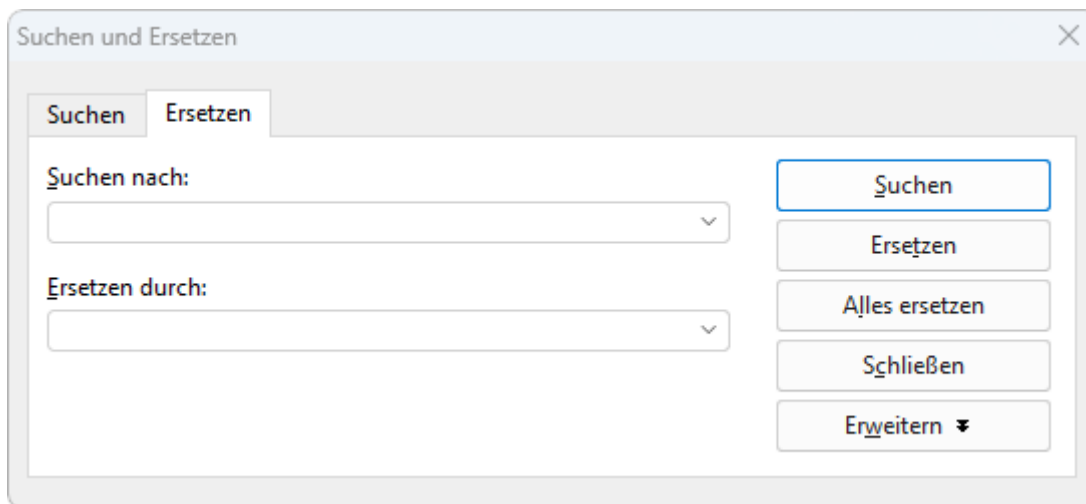 Suchen und Ersetzen
Suchen
Ersetzen
Suchen nach:
Suchen
Ersetzen
Ersetzen durch:
Alles ersetzen
Schließen
Erweitern